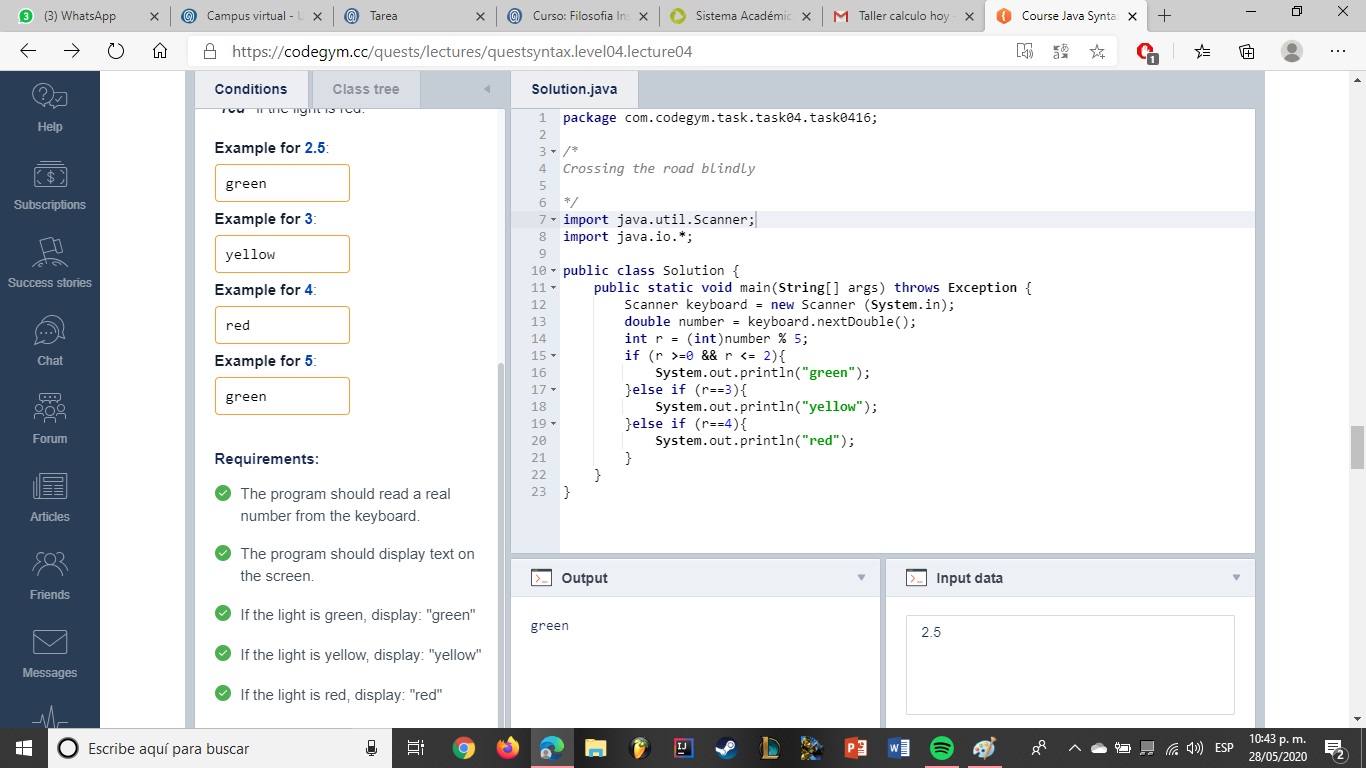 3 (3) WhatsApp
Campus virtual - U
Tarea
Curso: Filosofia Ins
Sistema Académic
Taller calculo hoy -
Course Java Synta
https://codegym.cc/quests/lectures/questsyntax.level04.lecture04
1
Help
Subscriptions
Success stories
Chat
Forum
Articles
Friends
Messages
Conditions
Class tree
"red" if the light is red.
Example for 2.5:
green
Example for 3:
yellow
Example for 4:
red
Example for 5:
green
Requirements:
The program should read a real
number from the keyboard.
The program should display text on
the screen.
If the light is green, display: "green"
If the light is yellow, display: "yellow"
If the light is red, display: "red"
Solution.java
1 package com.codegym.task.task04.task0416;
2
3 /*
4 Crossing the road blindly
5
6 */
7 import java.util.Scanner;
8 import java.io.*;
9
10 public class Solution {
11 public static void main(String[] args) throws Exception {
12 Scanner keyboard = new Scanner (System.in);
13 double number = keyboard.nextDouble();
14 int r = (int)number % 5;
15 if (r >=0 && r <= 2){
16 System.out.println("green");
17 }else if (r==3){
18 System.out.println("yellow");
19 }else if (r==4){
20 System.out.println("red");
21 }
22 }
23 }
Output
green
Input data
2.5
Escribe aquí para buscar
ESP
10:43 p. m.
28/05/2020
2